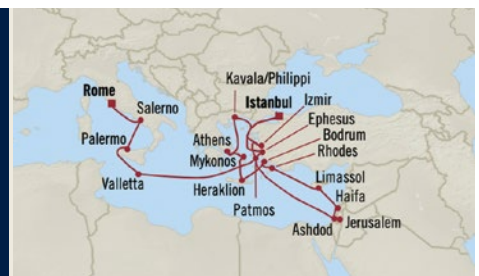 Kavala/Philippi
Rome
Istanbul
Izmir
Salerno
Ephesus
Bodrum
Athens
Rhodes
Palermo
Mykonos
Limassol
Valletta
Heraklion
Haifa
Patmos
Ashdod
Jerusalem